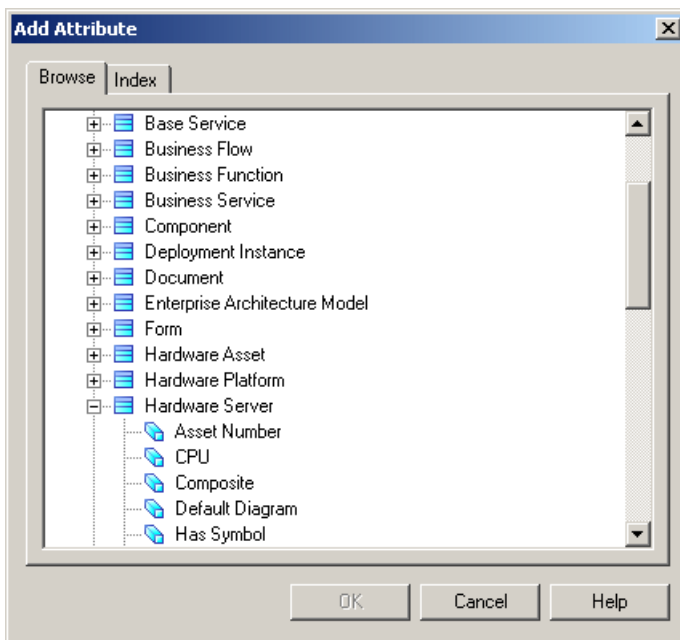 Add Attribute
Browse
Index
Base Service
Business Flow
Business Function
Business Service
Component
Deployment Instance
Document
Enterprise Architecture Model
Form
Hardware Asset
Hardware Platform
Hardware Server
Asset Number
CPU
Composite
Default Diagram
Has Symbol
OK
Cancel
Help